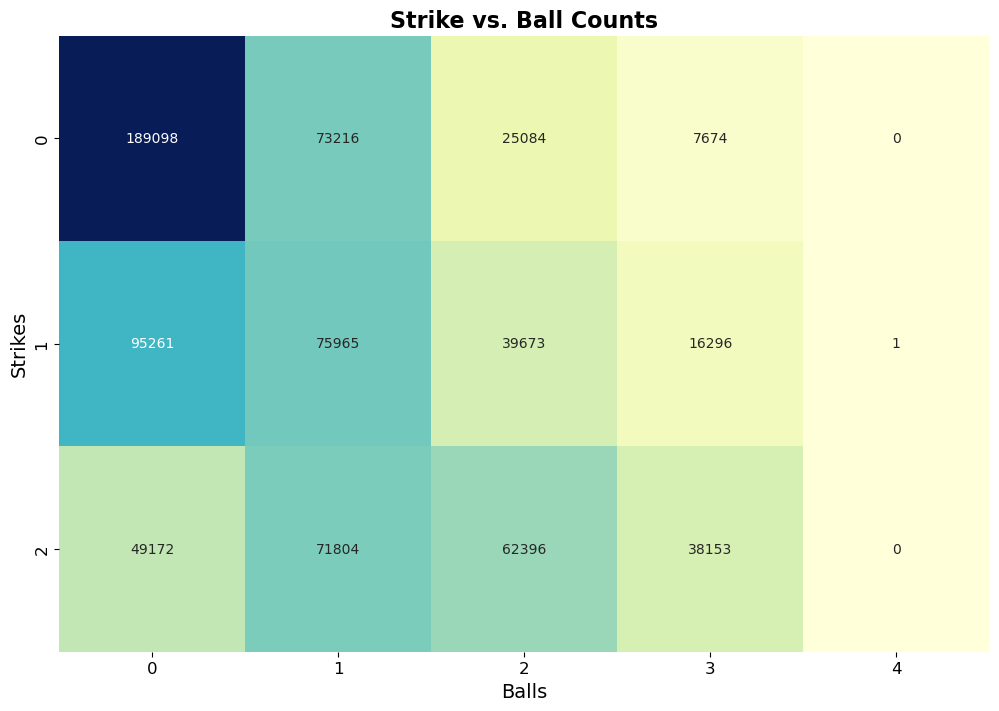 Strike vs. Ball Counts
Strikes
0
189098 73216 25084 7674 0
1
95261 75965 39673 16296 1
2
49172 71804 62396 38153 0
0 1 2 3 4
Balls